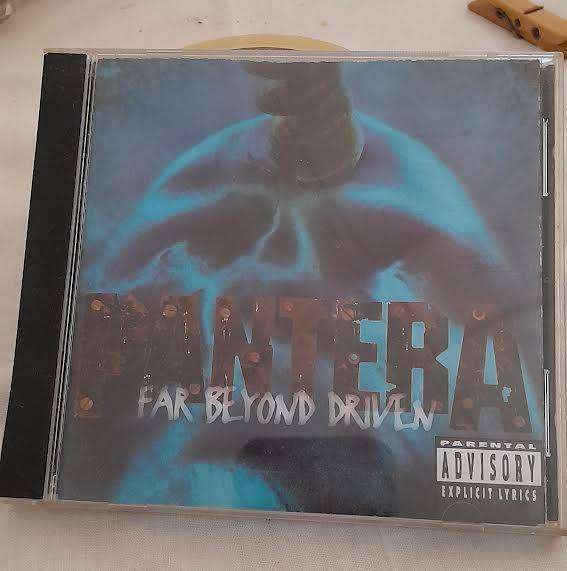 PANTERA
FAR BEYOND DRIVEN
PARENTAL
ADVISORY
EXPLICIT LYRICS